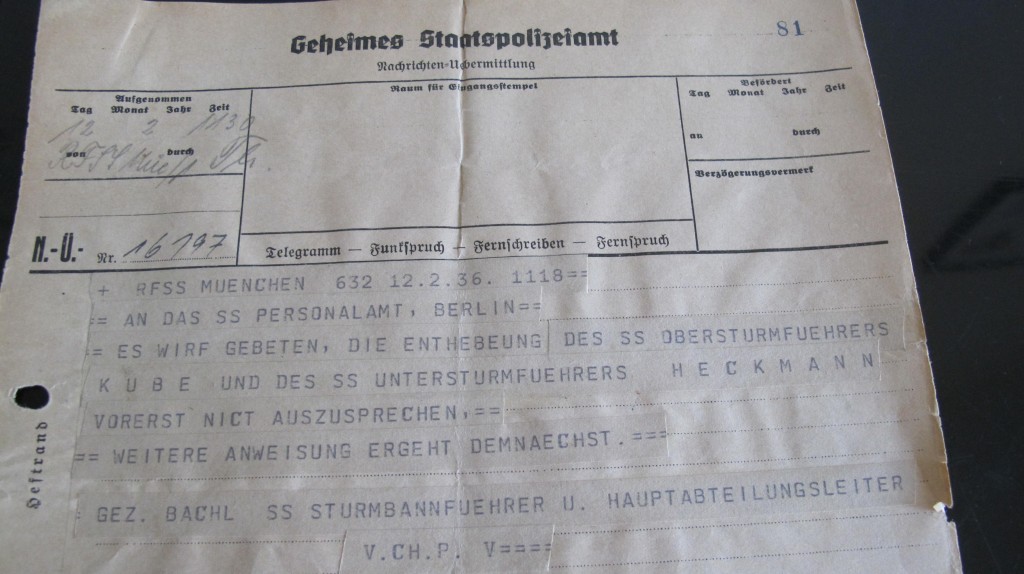 81
Geheimes Staatspolizeiamt
Nachrichten-Uebermittlung
Aufgenommen
Tag Monat Jahr Zeit
12 2 1130
von durch
Raum für Eingangsstempel
Befördert
Tag Monat Jahr Zeit
an durch
Verzögerungsvermerk
N.-Ü.- Nr. 16797
Telegramm — Funkspruch — Fernschreiben — Fernspruch
+ RFSS MUENCHEN 632 12.2.36. 1118==
== AN DAS SS PERSONALAMT, BERLIN==
= ES WIRF GEBETEN, DIE ENTHEBEUNG DES SS OBERSTURMFUEHRERS
K U B E UND DES SS UNTERSTURMFUEHRERS H E C K M A N N
VORERST NICT AUSZUSPRECHEN,==
== WEITERE ANWEISUNG ERGEHT DEMNAECHST.===
GEZ. BACHL SS STURMBANNFUEHRER U. HAUPTABTEILUNGSLEITER
V.CH.P. V====
Heftrand